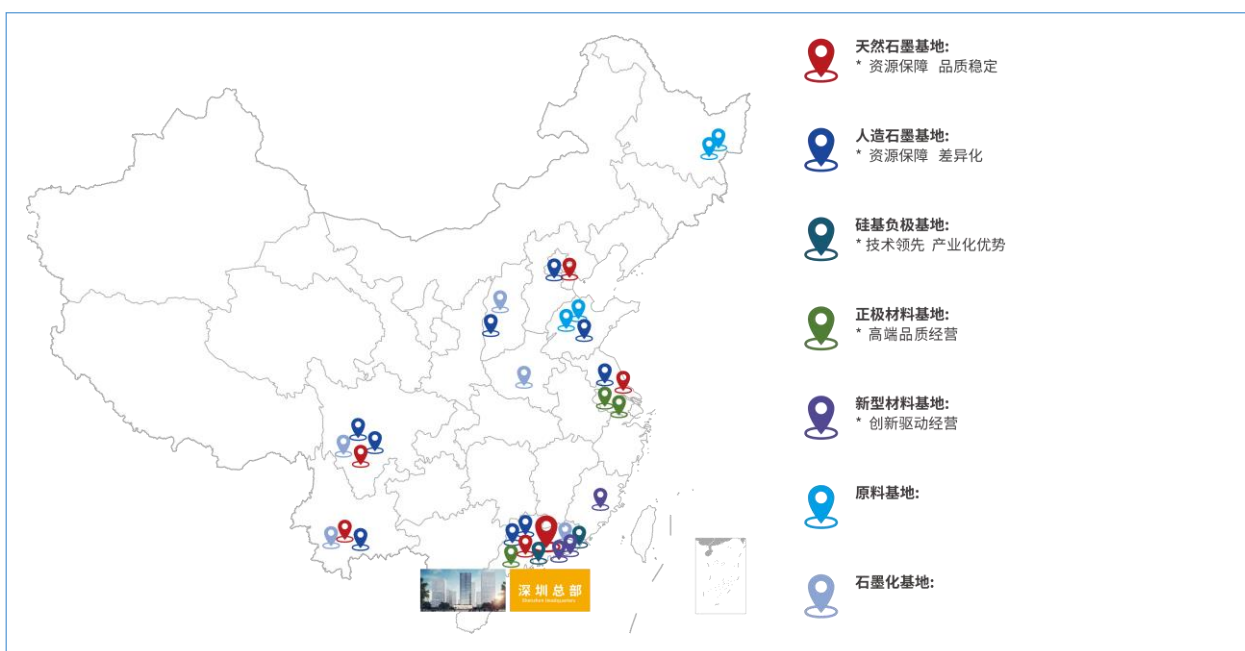 天然石墨基地:
* 资源保障 品质稳定
人造石墨基地:
* 资源保障 差异化
硅基负极基地:
* 技术领先 产业化优势
正极材料基地:
* 高端品质经营
新型材料基地:
* 创新驱动经营
原料基地:
石墨化基地:
深圳总部
Shenzhen Headquarters